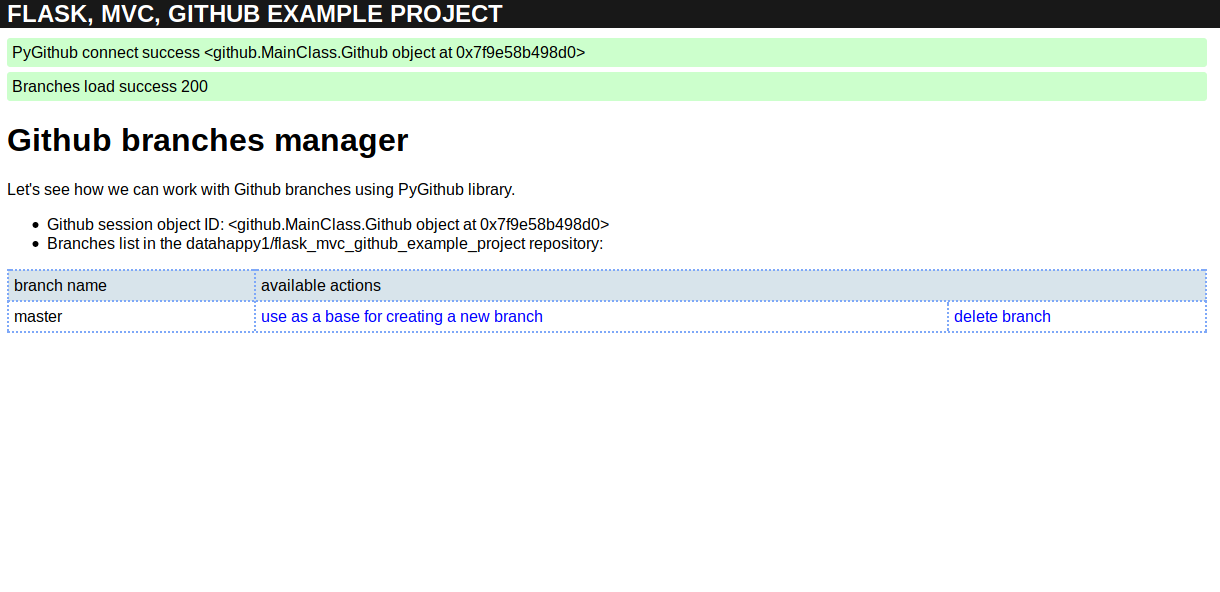 FLASK, MVC, GITHUB EXAMPLE PROJECT
PyGithub connect success <github.MainClass.Github object at 0x7f9e58b498d0>
Branches load success 200
Github branches manager
Let's see how we can work with Github branches using PyGithub library.
Github session object ID: <github.MainClass.Github object at 0x7f9e58b498d0>
Branches list in the datahappy1/flask_mvc_github_example_project repository:
branch name available actions
master use as a base for creating a new branch delete branch